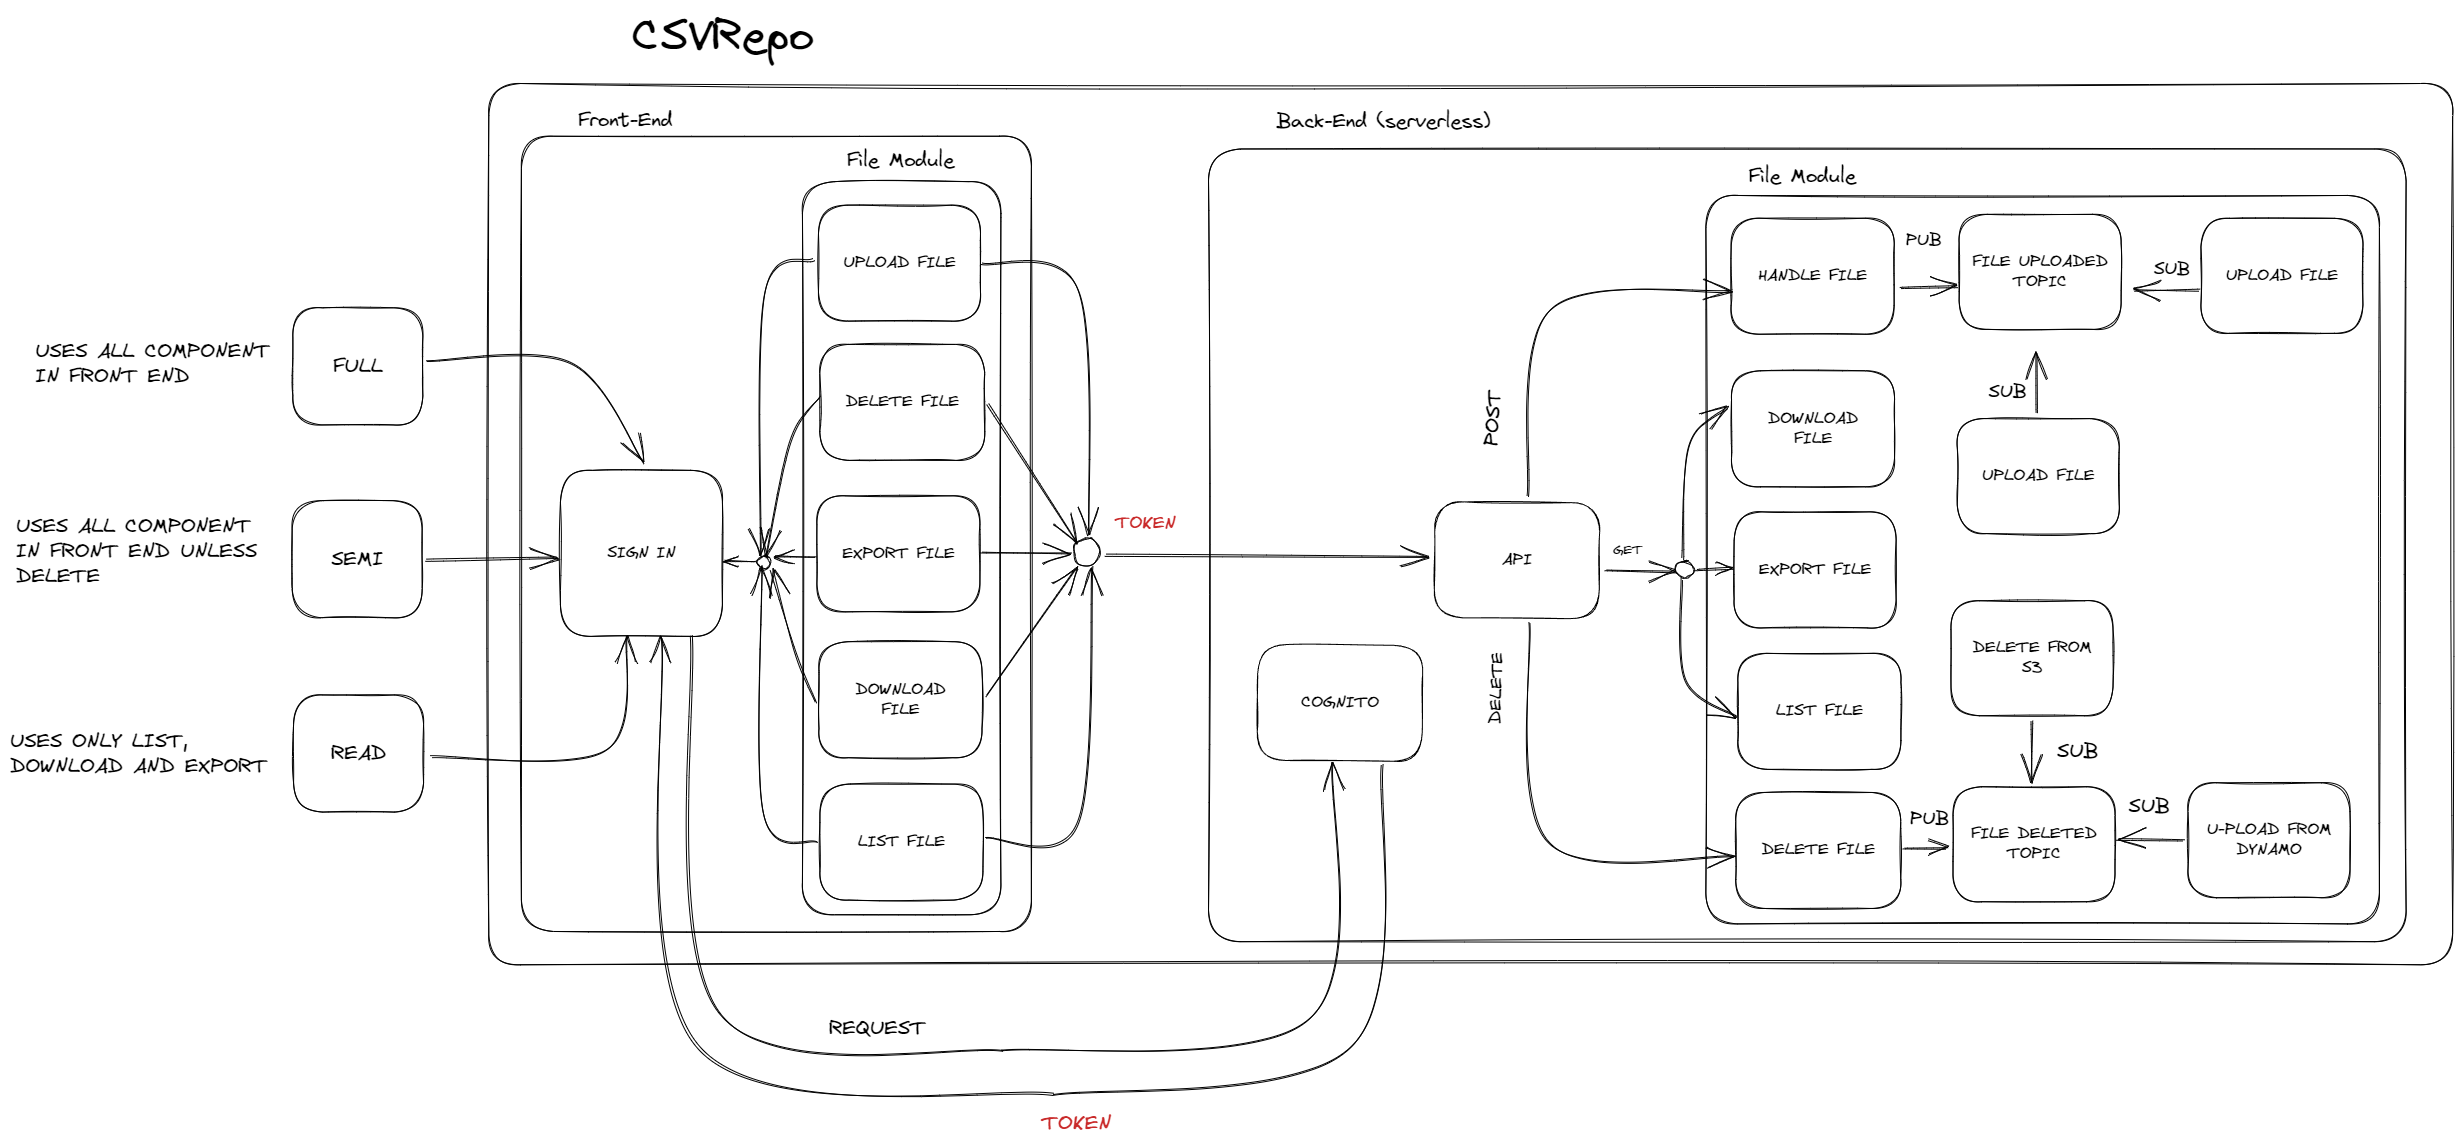 CSVRepo
Front-End
Back-End (serverless)
File Module
File Module
USES ALL COMPONENT
IN FRONT END
FULL
USES ALL COMPONENT
IN FRONT END UNLESS
DELETE
SEMI
USES ONLY LIST,
DOWNLOAD AND EXPORT
READ
SIGN IN
UPLOAD FILE
DELETE FILE
EXPORT FILE
DOWNLOAD
FILE
LIST FILE
TOKEN
REQUEST
TOKEN
COGNITO
API
POST
GET
DELETE
HANDLE FILE
PUB
FILE UPLOADED
TOPIC
SUB
UPLOAD FILE
DOWNLOAD
FILE
SUB
UPLOAD FILE
EXPORT FILE
LIST FILE
DELETE FROM
S3
SUB
DELETE FILE
PUB
FILE DELETED
TOPIC
SUB
U-PLOAD FROM
DYNAMO